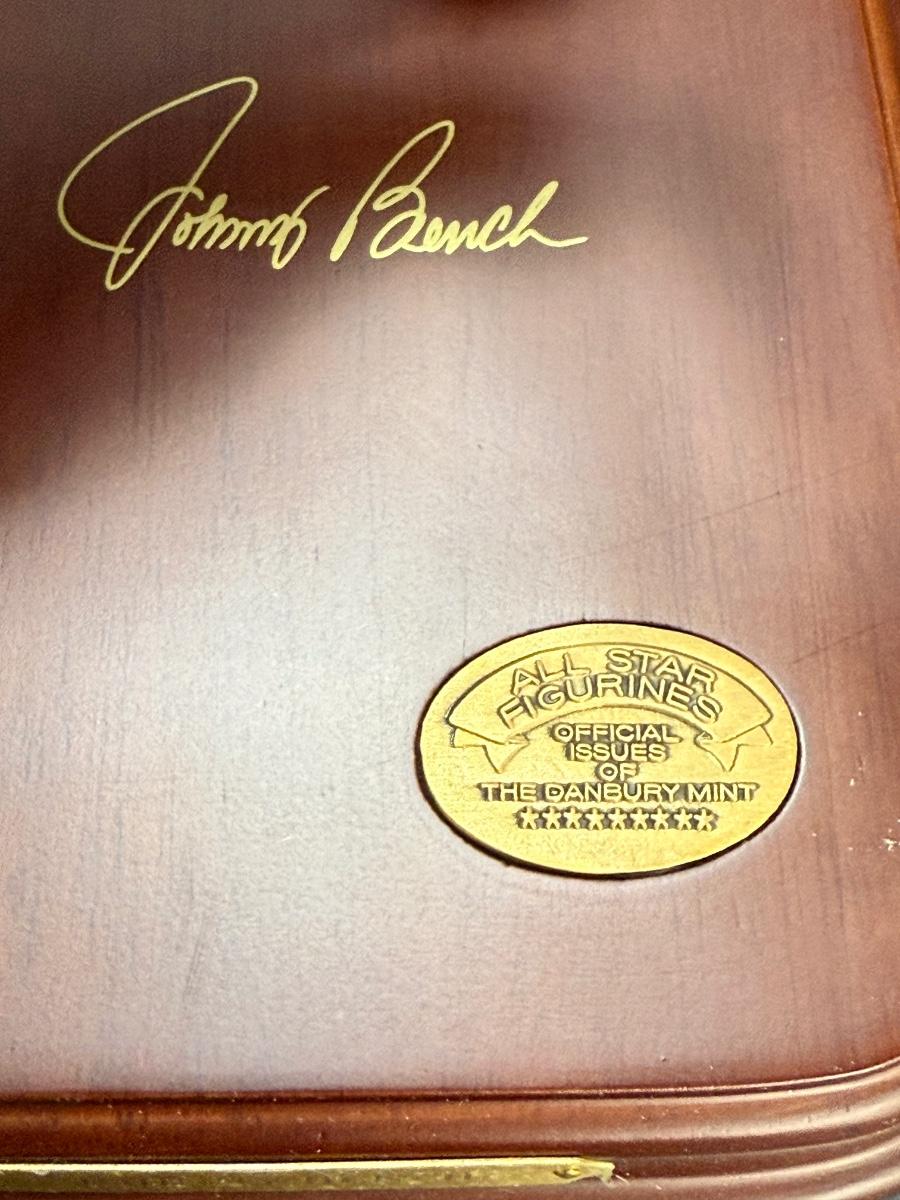 Johnny Bench
ALL STAR
FIGURINES
OFFICIAL
ISSUES
OF
THE DANBURY MINT